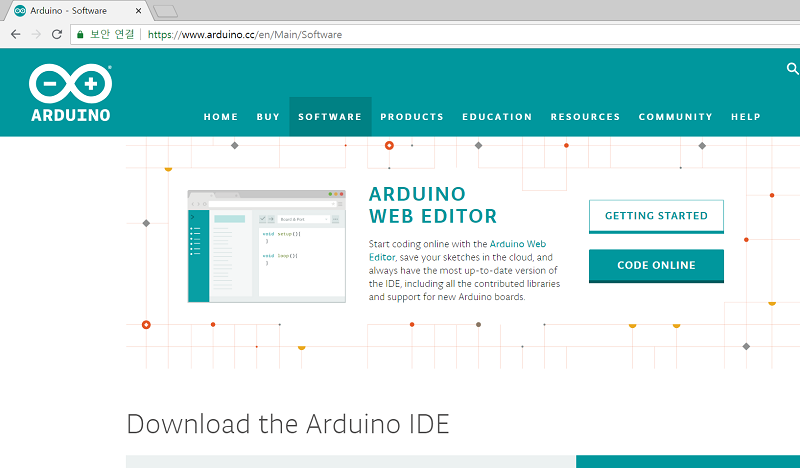 Arduino - Software
보안 연결 https://www.arduino.cc/en/Main/Software
ARDUINO
HOME BUY SOFTWARE PRODUCTS EDUCATION RESOURCES COMMUNITY HELP
Board & Port
void setup(){
}
void loop(){
}
ARDUINO
WEB EDITOR
Start coding online with the Arduino Web
Editor, save your sketches in the cloud, and
always have the most up-to-date version of
the IDE, including all the contributed libraries
and support for new Arduino boards.
GETTING STARTED
CODE ONLINE
Download the Arduino IDE